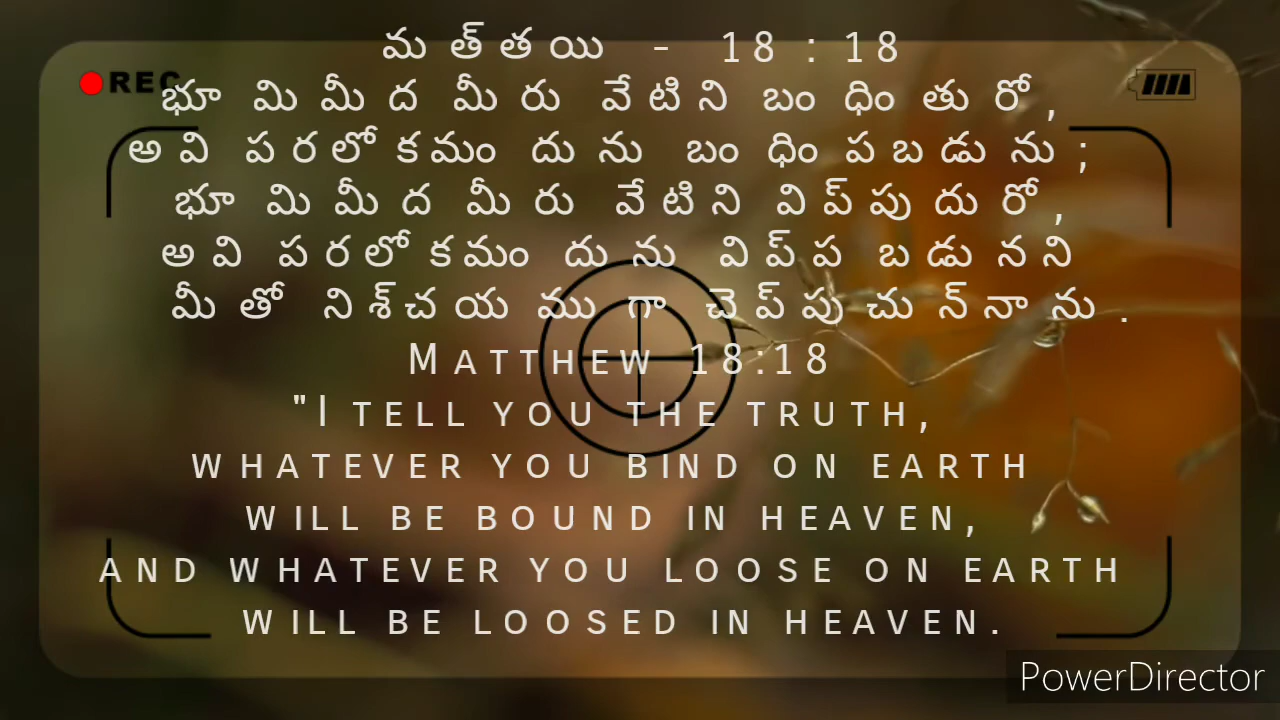 మత్తయి - 18 : 18
REC
భూమిమీద మీరు వేటిని బంధింతురో,
అవి పరలోకమందును బంధింపబడును;
భూమిమీద మీరు వేటిని విప్పుదురో,
అవి పరలోకమందును విప్పబడునని
మీతో నిశ్చయముగా చెప్పుచున్నాను.
MATTHEW 18:18
"I TELL YOU THE TRUTH,
WHATEVER YOU BIND ON EARTH
WILL BE BOUND IN HEAVEN,
AND WHATEVER YOU LOOSE ON EARTH
WILL BE LOOSED IN HEAVEN.
PowerDirector